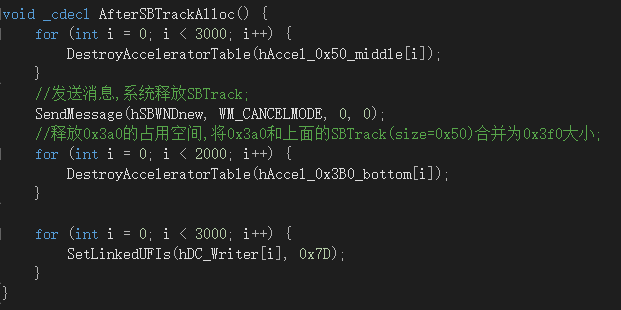 void _cdecl AfterSBTrackAlloc() {
for (int i = 0; i < 3000; i++) {
DestroyAcceleratorTable(hAccel_0x50_middle[i]);
}
//发送消息,系统释放SBTrack;
SendMessage(hSBWNDnew, WM_CANCELMODE, 0, 0);
//释放0x3a0的占用空间,将0x3a0和上面的SBTrack(size=0x50)合并为0x3f0大小;
for (int i = 0; i < 2000; i++) {
DestroyAcceleratorTable(hAccel_0x3B0_bottom[i]);
}
for (int i = 0; i < 3000; i++) {
SetLinkedUFIs(hDC_Writer[i], 0x7D);
}
}